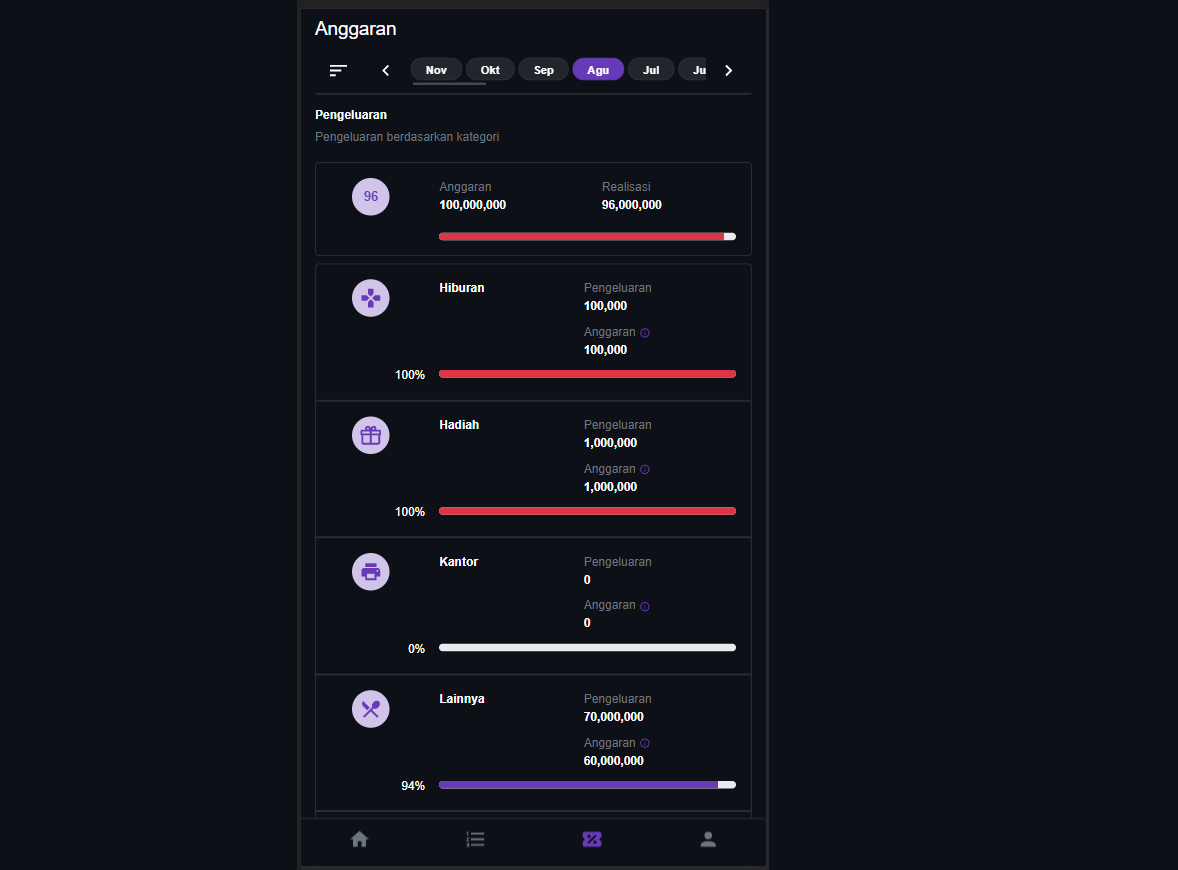 Anggaran
Nov Okt Sep Agu Jul Ju
Pengeluaran
Pengeluaran berdasarkan kategori
96
Anggaran Realisasi
100,000,000 96,000,000
Hiburan Pengeluaran
100,000
Anggaran
100,000
100%
Hadiah Pengeluaran
1,000,000
Anggaran
1,000,000
100%
Kantor Pengeluaran
0
Anggaran
0
0%
Lainnya Pengeluaran
70,000,000
Anggaran
60,000,000
94%